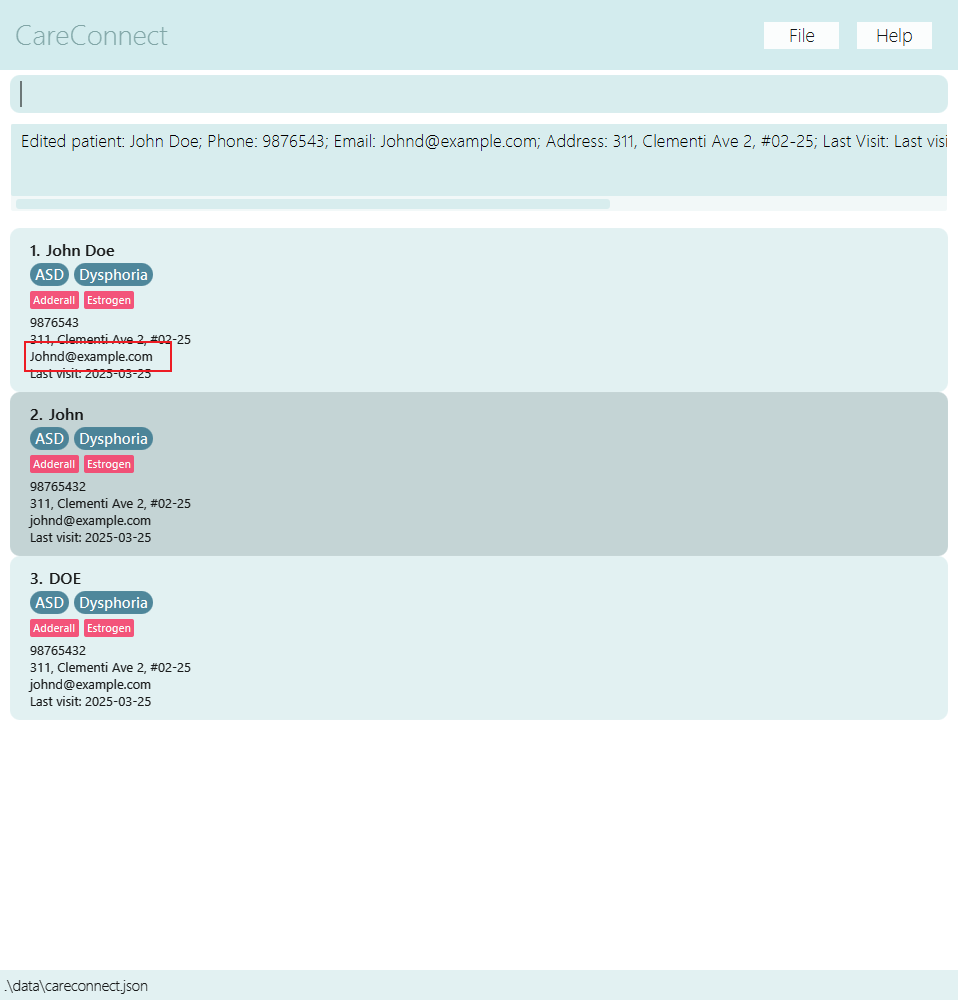 CareConnect
File Help
Edited patient: John Doe; Phone: 9876543; Email: Johnd@example.com; Address: 311, Clementi Ave 2, #02-25; Last Visit: Last visi
1. John Doe
ASD Dysphoria
Adderall Estrogen
9876543
311, Clementi Ave 2, #02-25
Johnd@example.com
Last visit: 2025-03-25
2. John
ASD Dysphoria
Adderall Estrogen
98765432
311, Clementi Ave 2, #02-25
johnd@example.com
Last visit: 2025-03-25
3. DOE
ASD Dysphoria
Adderall Estrogen
98765432
311, Clementi Ave 2, #02-25
johnd@example.com
Last visit: 2025-03-25
.\data\careconnect.json